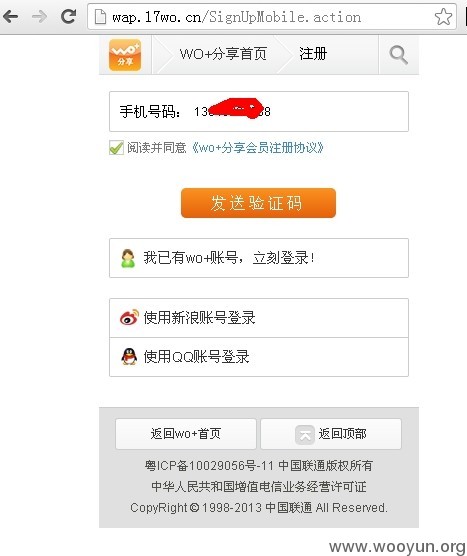 wap.17wo.cn/SignUpMobile.action
wo+
分享
WO+分享首页
注册
手机号码：
阅读并同意《wo+分享会员注册协议》
发送验证码
我已有wo+账号，立刻登录！
使用新浪账号登录
使用QQ账号登录
返回wo+首页
返回顶部
粤ICP备10029056号-11 中国联通版权所有
中华人民共和国增值电信业务经营许可证
CopyRight © 1998-2013 中国联通 All Reserved.
www.wooyun.org